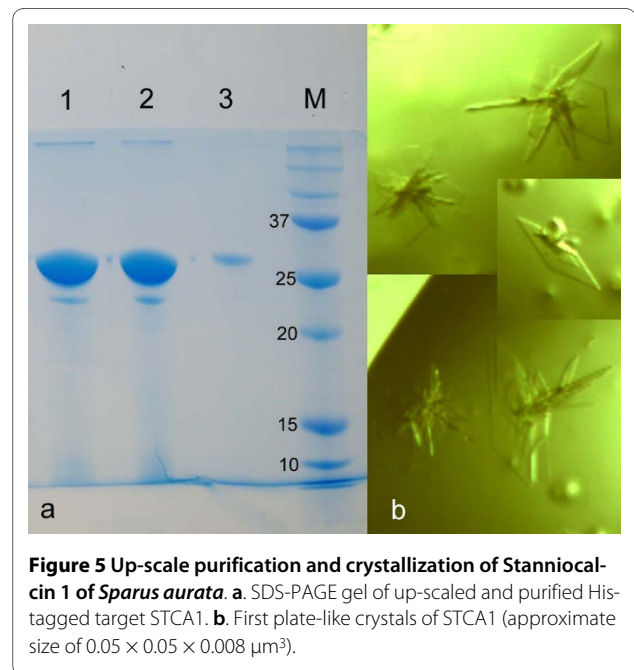 1 2 3 M
37
25
20
15
10
a
b
Figure 5 Up-scale purification and crystallization of Stanniocal-
cin 1 of Sparus aurata. a. SDS-PAGE gel of up-scaled and purified His-
tagged target STCA1. b. First plate-like crystals of STCA1 (approximate
size of 0.05 × 0.05 × 0.008 μm³).